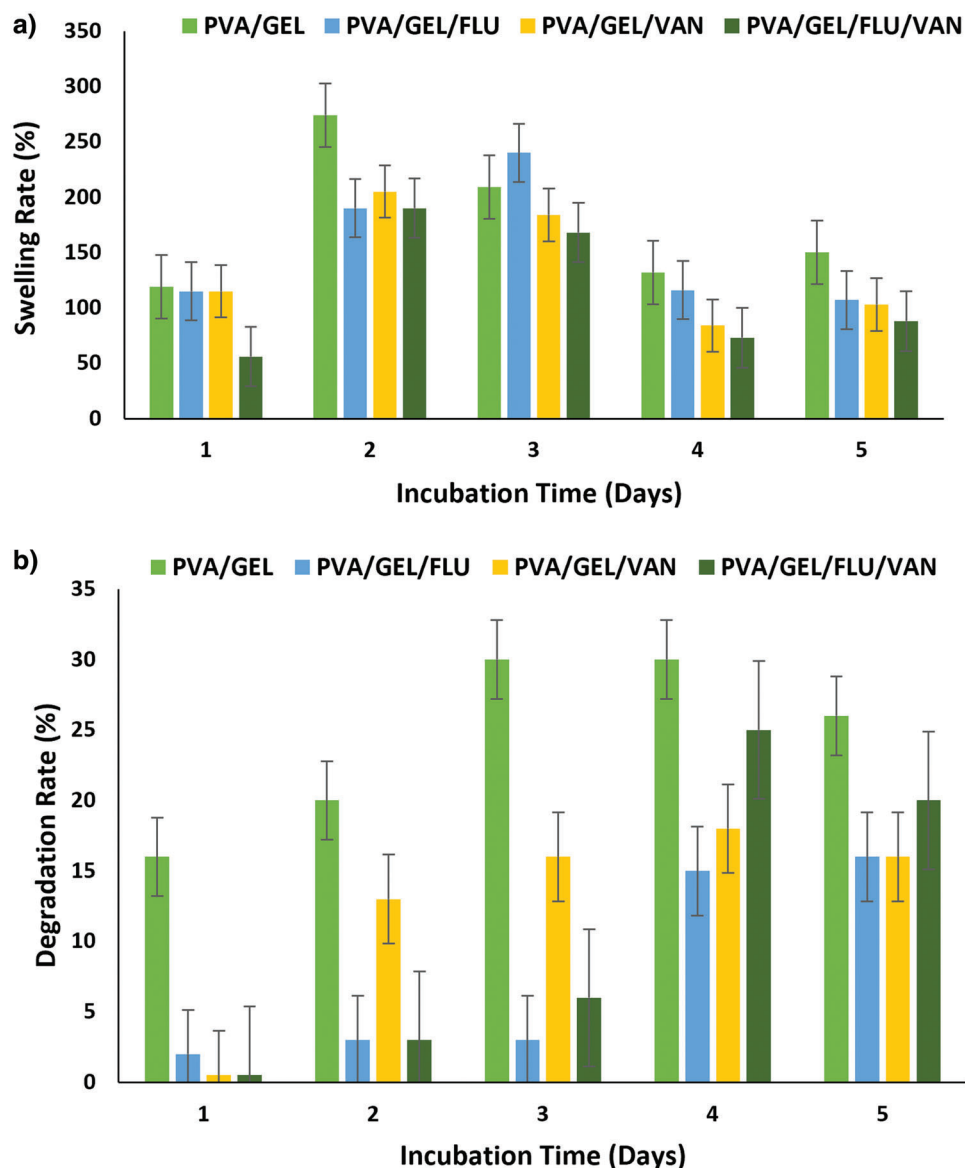 a)
PVA/GEL PVA/GEL/FLU PVA/GEL/VAN PVA/GEL/FLU/VAN
350
300
250
200
150
100
50
0
Swelling Rate (%)
1 2 3 4 5
Incubation Time (Days)
b)
PVA/GEL PVA/GEL/FLU PVA/GEL/VAN PVA/GEL/FLU/VAN
35
30
25
20
15
10
5
0
Degradation Rate (%)
1 2 3 4 5
Incubation Time (Days)